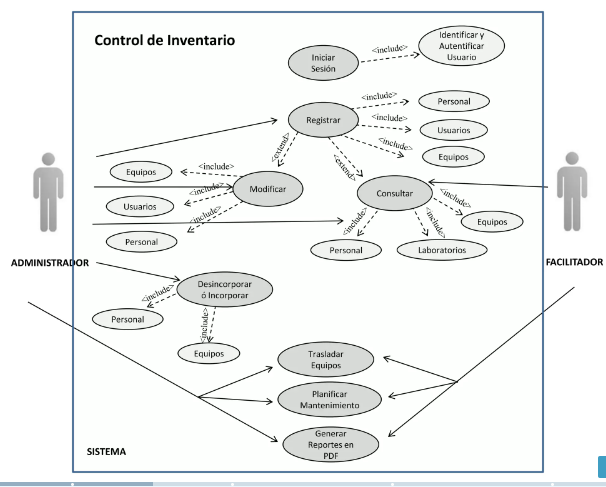 Control de Inventario
Iniciar
Sesión
<include>
Identificar y
Autentificar
Usuario
Registrar
<include>
Personal
<include>
Usuarios
<include>
Equipos
<extend>
<extend>
Equipos
<include>
Modificar
Usuarios
<include>
Personal
<include>
Consultar
<include>
Equipos
<include>
Personal
<include>
Laboratorios
ADMINISTRADOR
FACILITADOR
Desincorporar
ó Incorporar
<include>
Personal
<include>
Equipos
Trasladar
Equipos
Planificar
Mantenimiento
Generar
Reportes en
PDF
SISTEMA